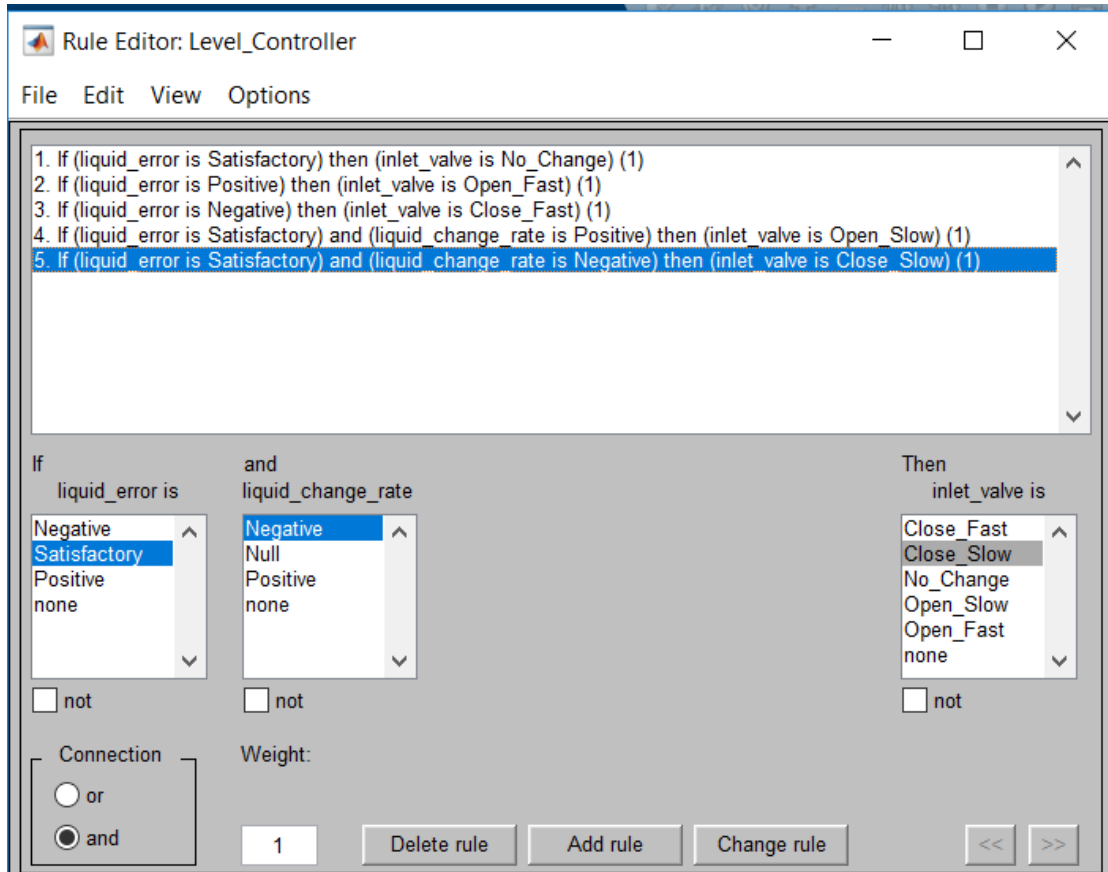 Rule Editor: Level_Controller
File Edit View Options
1. If (liquid_error is Satisfactory) then (inlet_valve is No_Change) (1)
2. If (liquid_error is Positive) then (inlet_valve is Open_Fast) (1)
3. If (liquid_error is Negative) then (inlet_valve is Close_Fast) (1)
4. If (liquid_error is Satisfactory) and (liquid_change_rate is Positive) then (inlet_valve is Open_Slow) (1)
5. If (liquid_error is Satisfactory) and (liquid_change_rate is Negative) then (inlet_valve is Close_Slow) (1)
If
liquid_error is
Negative
Satisfactory
Positive
none
not
and
liquid_change_rate
Negative
Null
Positive
none
not
Then
inlet_valve is
Close_Fast
Close_Slow
No_Change
Open_Slow
Open_Fast
none
not
Connection
or
and
Weight:
1
Delete rule
Add rule
Change rule
<<
>>